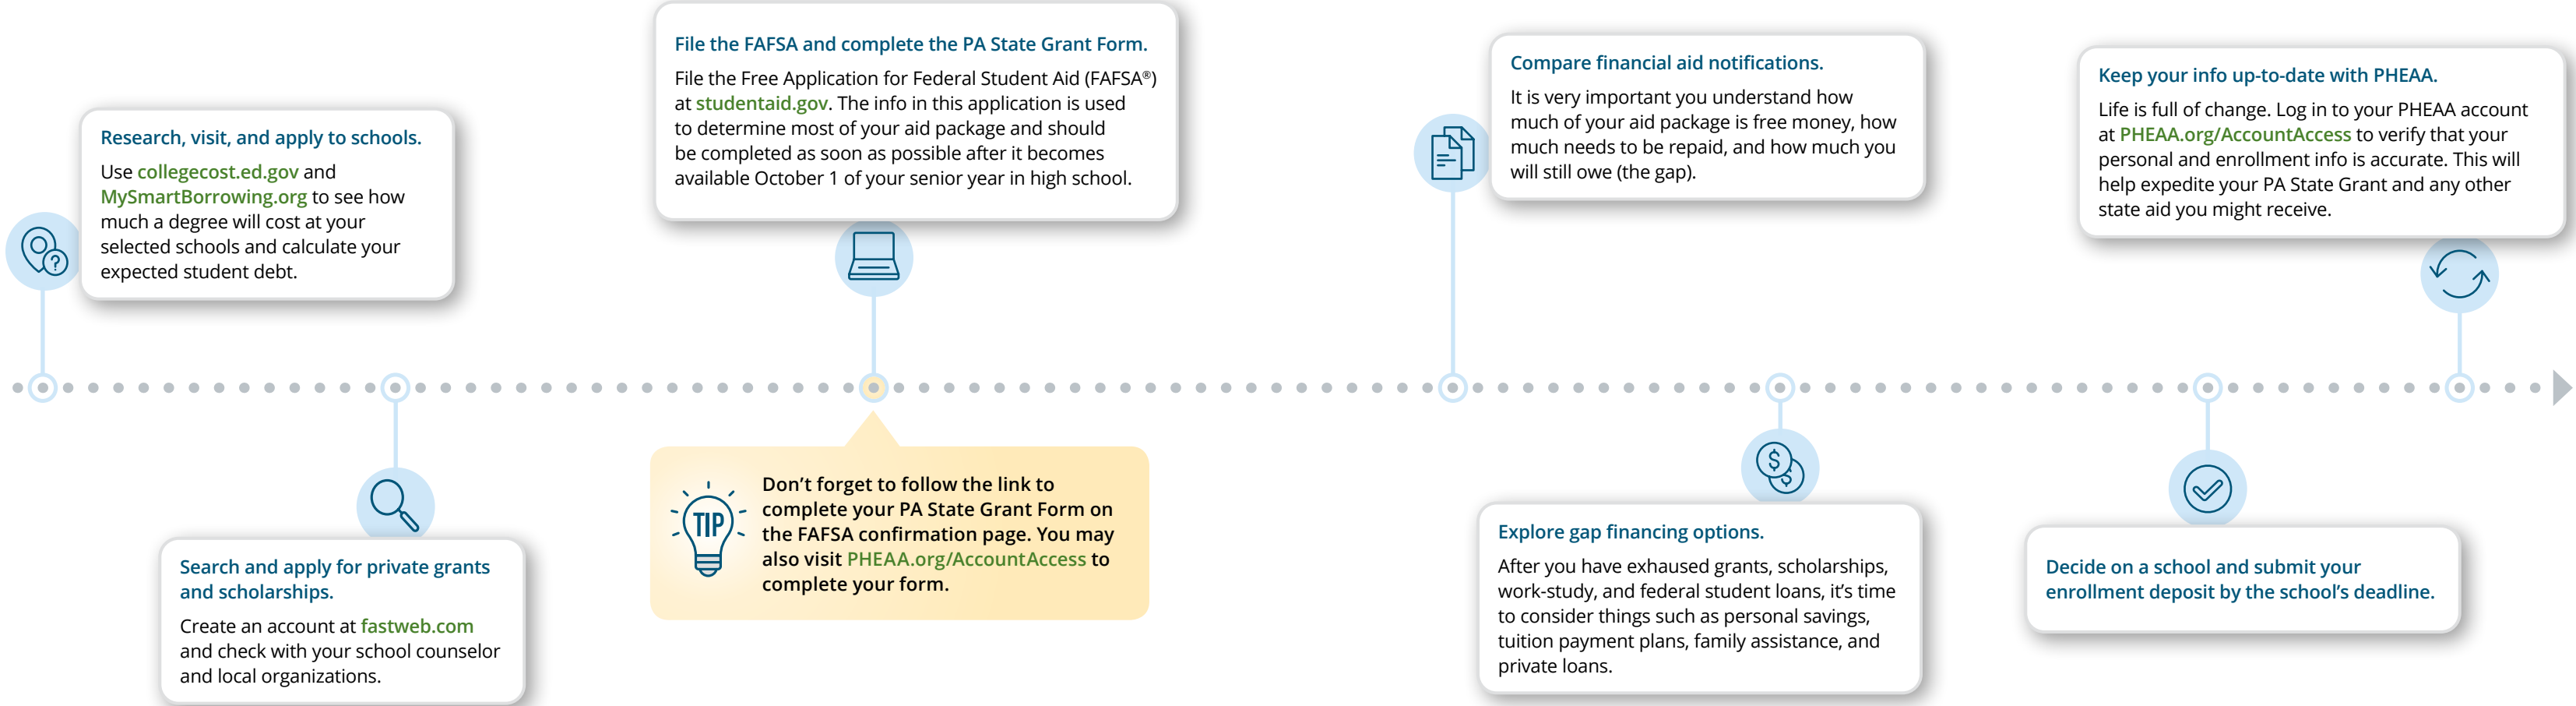 Research, visit, and apply to schools.
Use collegecost.ed.gov and
MySmartBorrowing.org to see how
much a degree will cost at your
selected schools and calculate your
expected student debt.
?
Search and apply for private grants
and scholarships.
Create an account at fastweb.com
and check with your school counselor
and local organizations.
File the FAFSA and complete the PA State Grant Form.
File the Free Application for Federal Student Aid (FAFSA®)
at studentaid.gov. The info in this application is used
to determine most of your aid package and should
be completed as soon as possible after it becomes
available October 1 of your senior year in high school.
TIP
Don’t forget to follow the link to
complete your PA State Grant Form on
the FAFSA confirmation page. You may
also visit PHEAA.org/AccountAccess to
complete your form.
Compare financial aid notifications.
It is very important you understand how
much of your aid package is free money, how
much needs to be repaid, and how much you
will still owe (the gap).
$
$
Explore gap financing options.
After you have exhaused grants, scholarships,
work-study, and federal student loans, it’s time
to consider things such as personal savings,
tuition payment plans, family assistance, and
private loans.
Decide on a school and submit your
enrollment deposit by the school’s deadline.
Keep your info up-to-date with PHEAA.
Life is full of change. Log in to your PHEAA account
at PHEAA.org/AccountAccess to verify that your
personal and enrollment info is accurate. This will
help expedite your PA State Grant and any other
state aid you might receive.